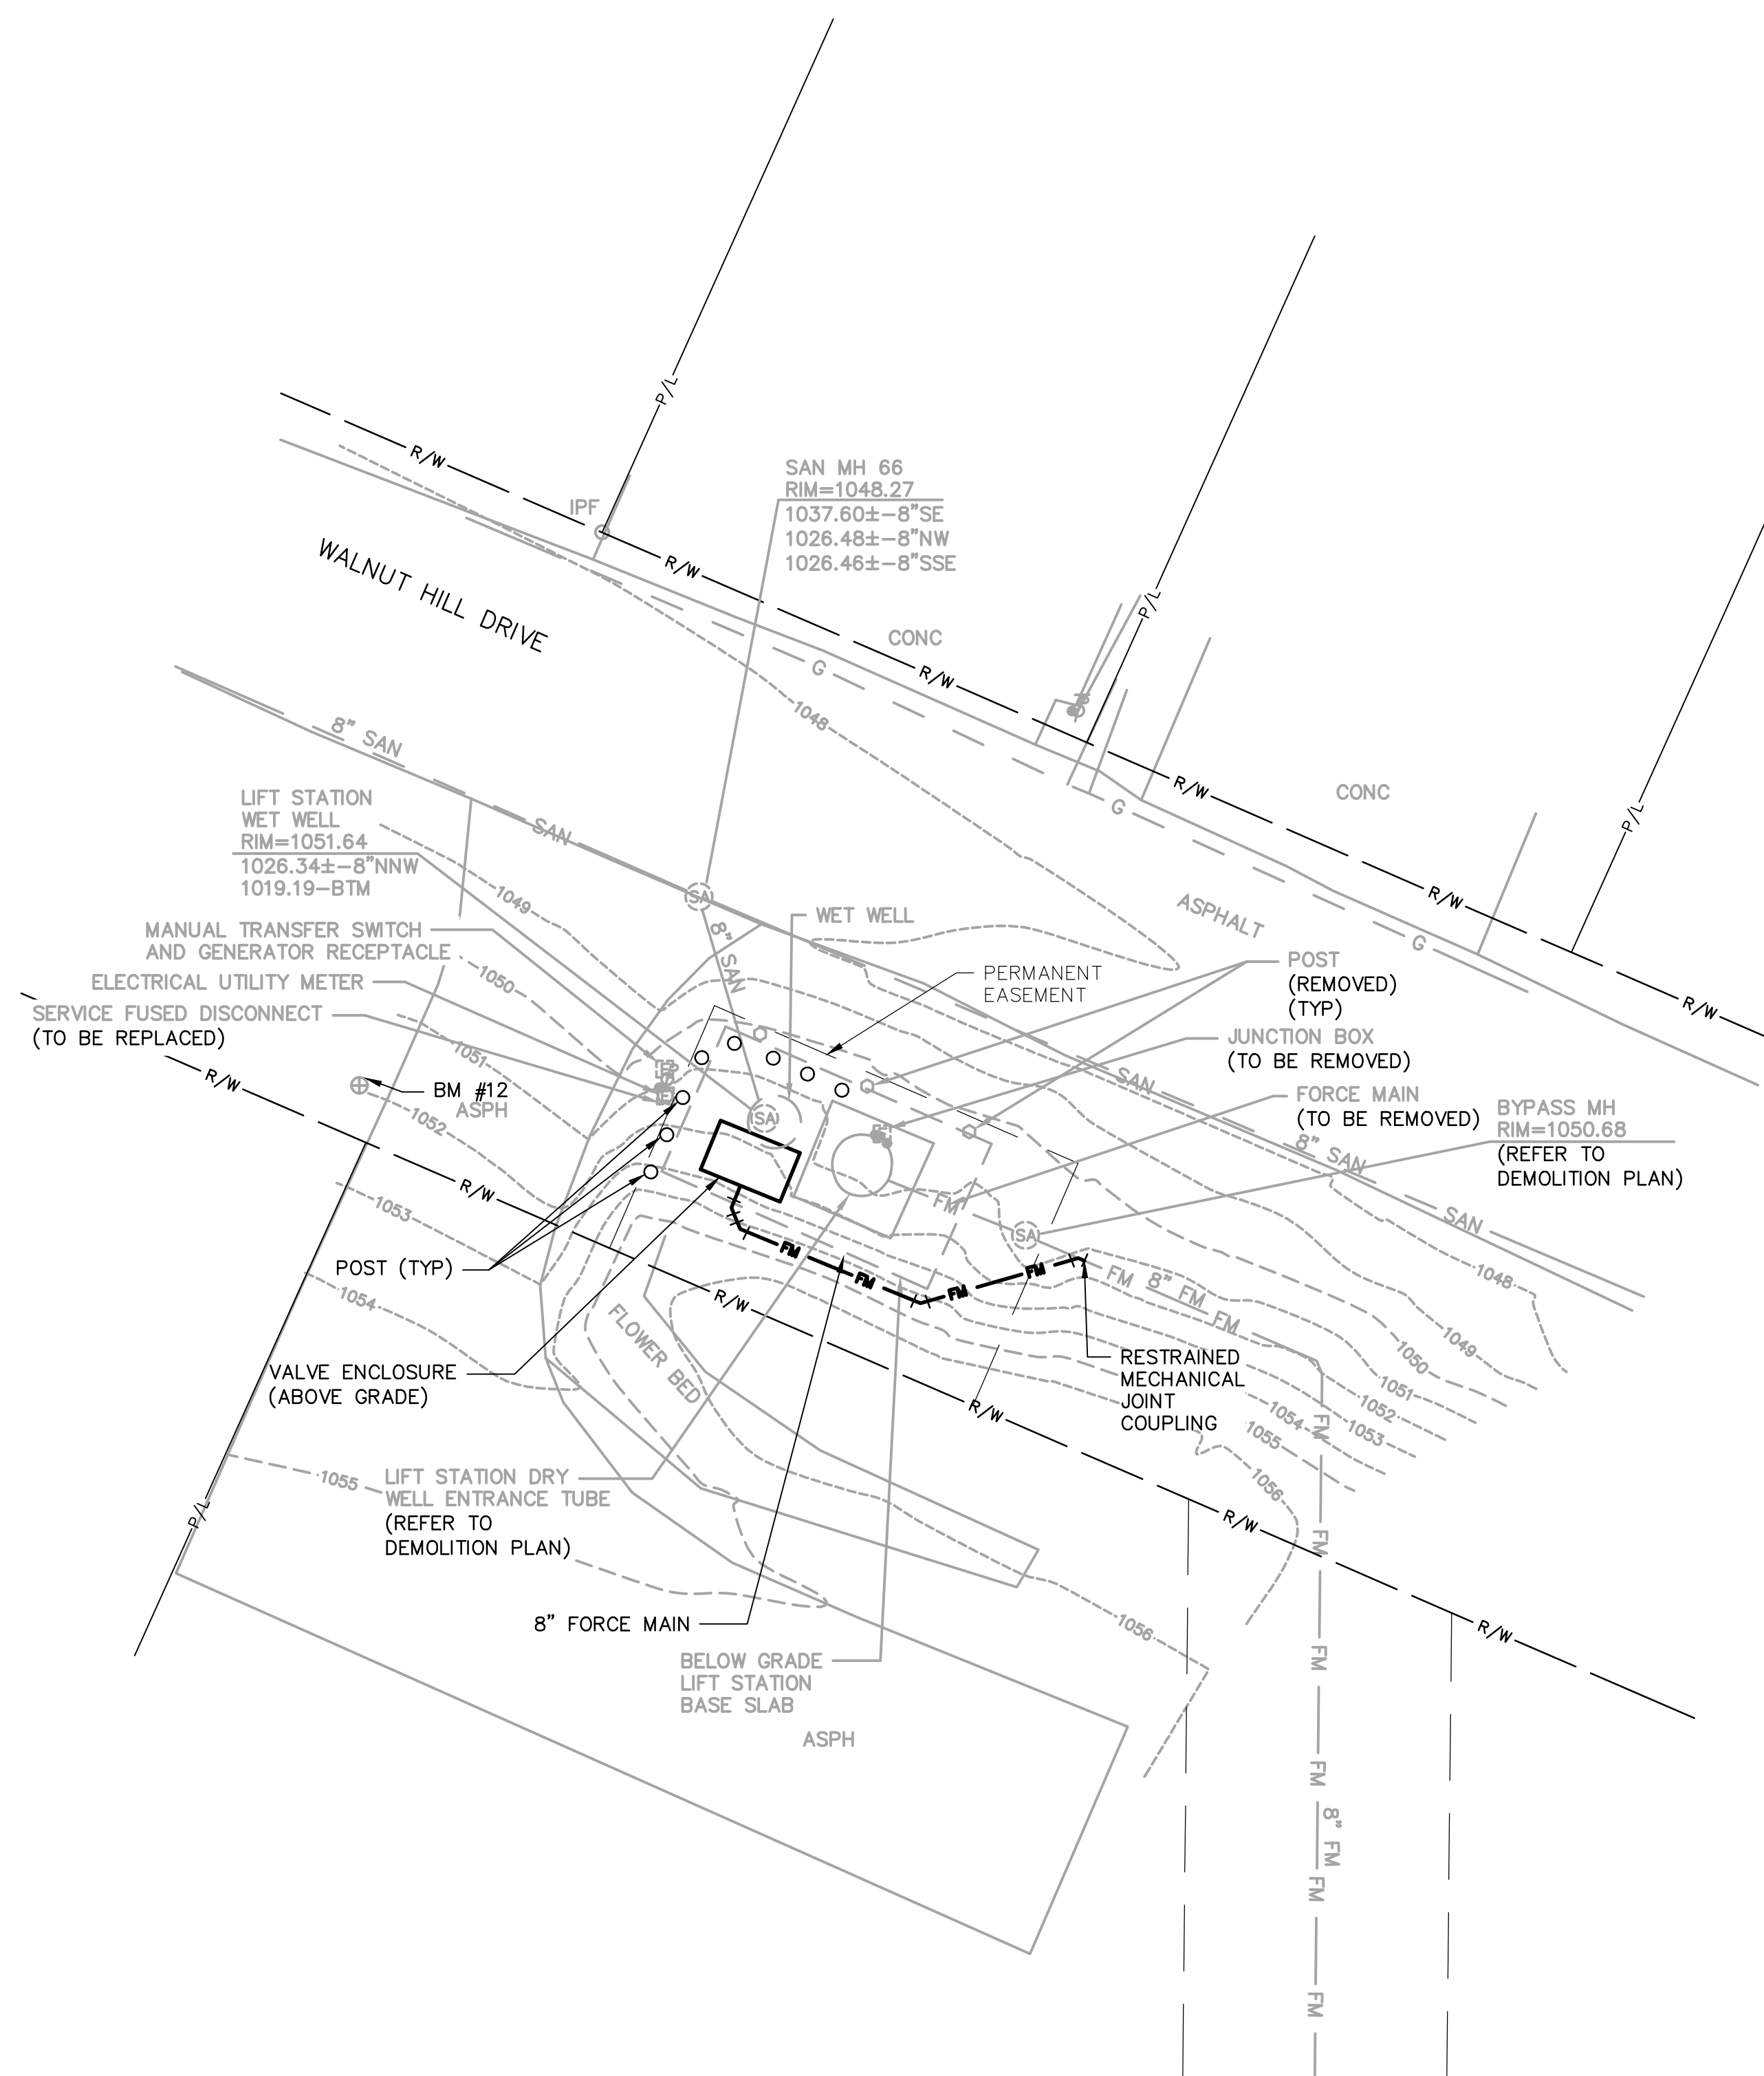 P/L
R/W
SAN MH 66
RIM=1048.27
1037.60±-8"SE
1026.48±-8"NW
1026.46±-8"SSE
IPF
R/W
P/L
WALNUT HILL DRIVE
CONC
G
R/W
1048
8" SAN
R/W
CONC
G
P/L
LIFT STATION
WET WELL
RIM=1051.64
1026.34±-8"NNW
1019.19-BTM
SAN
SA
1049
R/W
WET WELL
ASPHALT
G
8" SAN
MANUAL TRANSFER SWITCH
AND GENERATOR RECEPTACLE
1050
PERMANENT
EASEMENT
POST
(REMOVED)
(TYP)
ELECTRICAL UTILITY METER
R/W
SERVICE FUSED DISCONNECT
(TO BE REPLACED)
JUNCTION BOX
(TO BE REMOVED)
1051
R/W
BM #12
ASPH
E
SA
SAN
FORCE MAIN
(TO BE REMOVED)
BYPASS MH
RIM=1050.68
(REFER TO
DEMOLITION PLAN)
1052
8" SAN
R/W
FM
SAN
SA
1053
POST (TYP)
FM
FM
FM
FM
FM 8" FM
FM
1048
1054
R/W
FLOWER BED
1049
1050
VALVE ENCLOSURE
(ABOVE GRADE)
RESTRAINED
MECHANICAL
JOINT
COUPLING
1051
1052
1053
1054
1055
FM
R/W
1056
1055
LIFT STATION DRY
WELL ENTRANCE TUBE
(REFER TO
DEMOLITION PLAN)
P/L
R/W
FM
8" FORCE MAIN
1056
R/W
FM
BELOW GRADE
LIFT STATION
BASE SLAB
ASPH
FM
8" FM
FM
FM